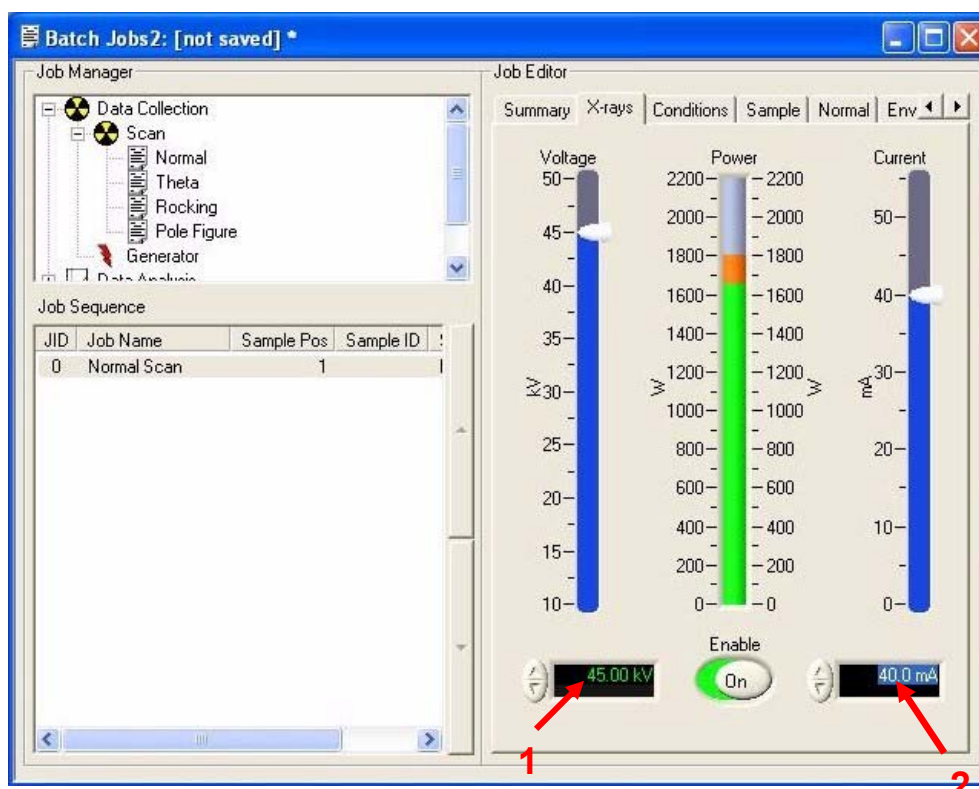 Batch Jobs2: [not saved] *
Job Manager
Data Collection
Scan
Normal
Theta
Rocking
Pole Figure
Generator
Data Analysis
Job Sequence
JID Job Name Sample Pos Sample ID
0 Normal Scan 1
Job Editor
Summary X-rays Conditions Sample Normal Env
Voltage Power Current
50
45
40
35
30
25
20
15
10
kV
2200 2200
2000 2000
1800 1800
1600 1600
1400 1400
1200 1200
1000 1000
800 800
600 600
400 400
200 200
0 0
W W
50
40
30
20
10
0
mA
Enable
45.00 kV On 40.0 mA
1
2